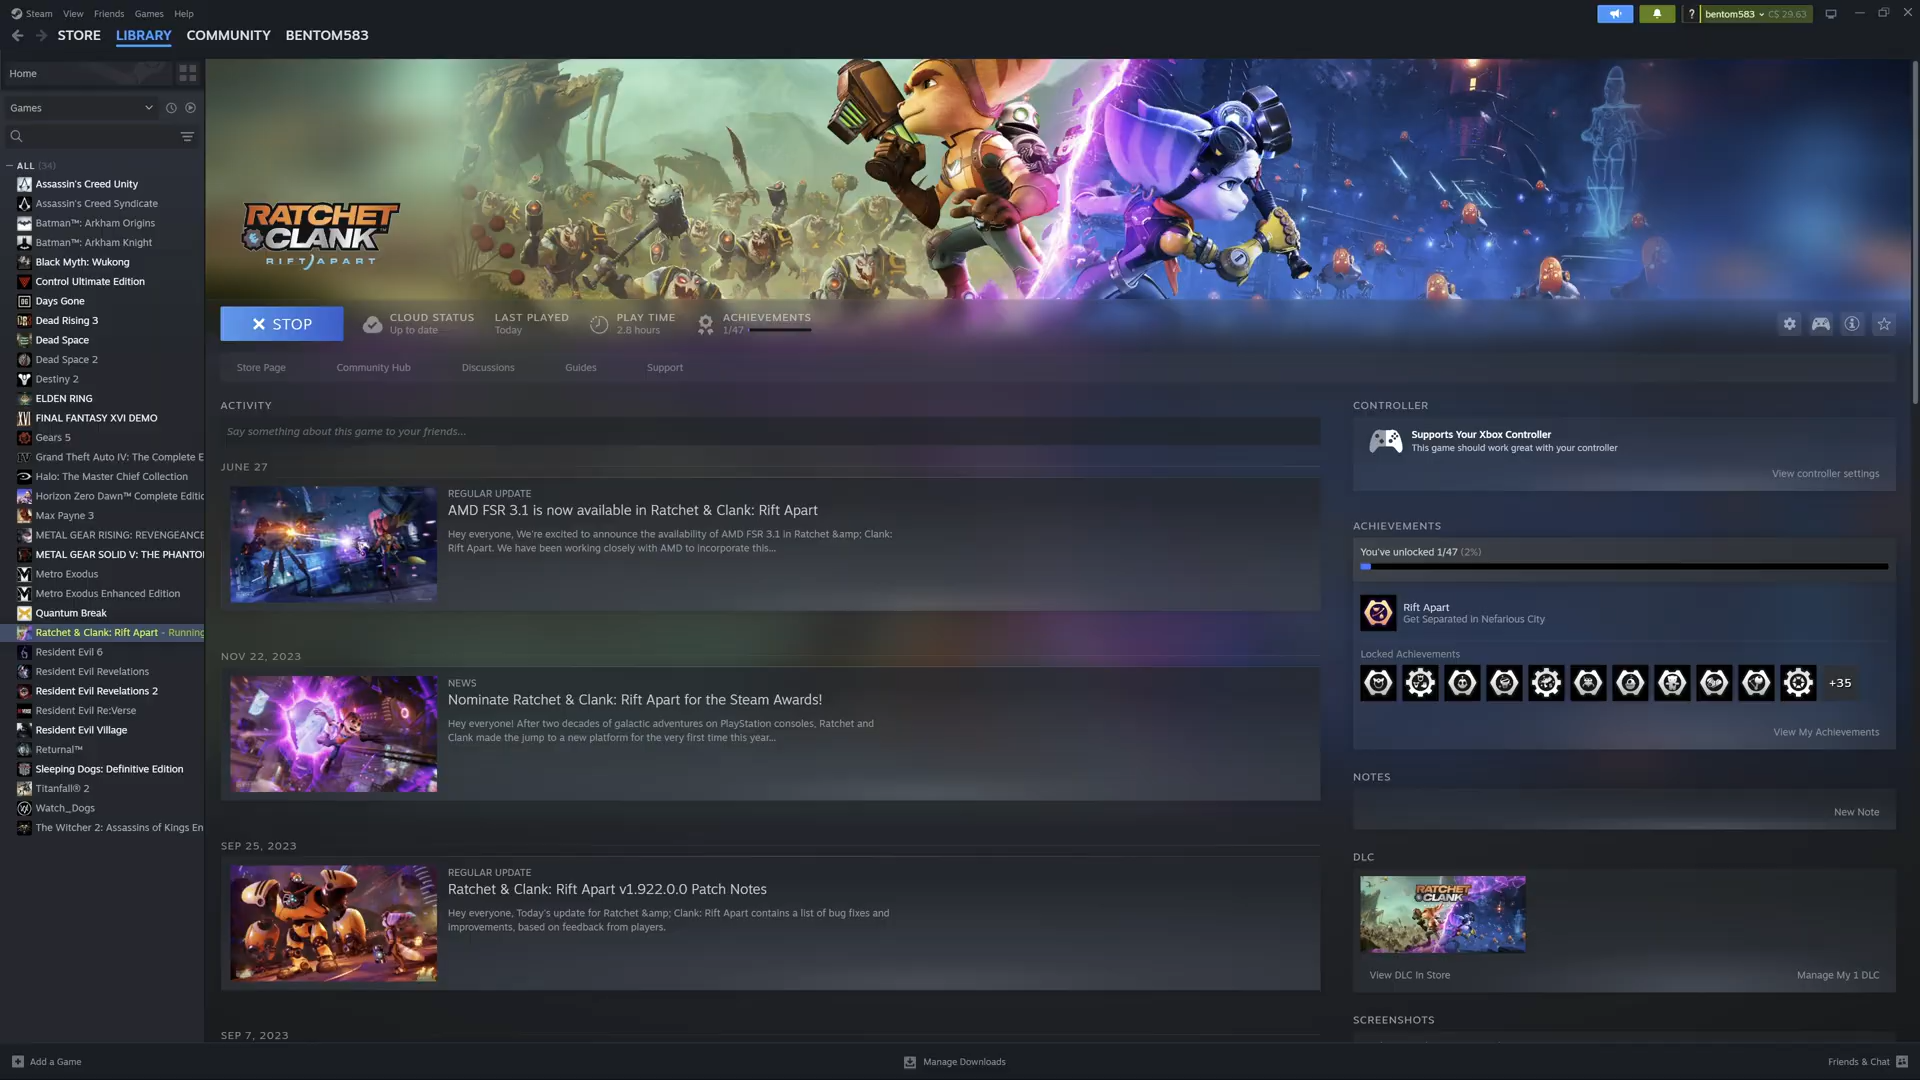 Steam View Friends Games Help
? bentom583 C$ 29.63
STORE LIBRARY COMMUNITY BENTOM583
Home
Games
ALL (34)
Assassin's Creed Unity
Assassin's Creed Syndicate
Batman™: Arkham Origins
Batman™: Arkham Knight
Black Myth: Wukong
Control Ultimate Edition
Days Gone
Dead Rising 3
Dead Space
Dead Space 2
Destiny 2
ELDEN RING
FINAL FANTASY XVI DEMO
Gears 5
Grand Theft Auto IV: The Complete E
Halo: The Master Chief Collection
Horizon Zero Dawn™ Complete Editic
Max Payne 3
METAL GEAR RISING: REVENGEANCE
METAL GEAR SOLID V: THE PHANTO
Metro Exodus
Metro Exodus Enhanced Edition
Quantum Break
Ratchet & Clank: Rift Apart - Running
Resident Evil 6
Resident Evil Revelations
Resident Evil Revelations 2
Resident Evil Re:Verse
Resident Evil Village
Returnal™
Sleeping Dogs: Definitive Edition
Titanfall® 2
Watch_Dogs
The Witcher 2: Assassins of Kings En
RATCHET
CLANK™
RIFT APART
STOP
CLOUD STATUS
Up to date
LAST PLAYED
Today
PLAY TIME
2.8 hours
ACHIEVEMENTS
1/47
Store Page Community Hub Discussions Guides Support
ACTIVITY
Say something about this game to your friends...
JUNE 27
REGULAR UPDATE
AMD FSR 3.1 is now available in Ratchet & Clank: Rift Apart
Hey everyone, We're excited to announce the availability of AMD FSR 3.1 in Ratchet &amp; Clank:
Rift Apart. We have been working closely with AMD to incorporate this...
NOV 22, 2023
NEWS
Nominate Ratchet & Clank: Rift Apart for the Steam Awards!
Hey everyone! After two decades of galactic adventures on PlayStation consoles, Ratchet and
Clank made the jump to a new platform for the very first time this year...
SEP 25, 2023
REGULAR UPDATE
Ratchet & Clank: Rift Apart v1.922.0.0 Patch Notes
Hey everyone, Today's update for Ratchet &amp; Clank: Rift Apart contains a list of bug fixes and
improvements, based on feedback from players.
SEP 7, 2023
CONTROLLER
Supports Your Xbox Controller
This game should work great with your controller
View controller settings
ACHIEVEMENTS
You've unlocked 1/47 (2%)
Rift Apart
Get Separated in Nefarious City
Locked Achievements
+35
View My Achievements
NOTES
New Note
DLC
RATCHET
CLANK
View DLC In Store
Manage My 1 DLC
SCREENSHOTS
Add a Game
Manage Downloads
Friends & Chat